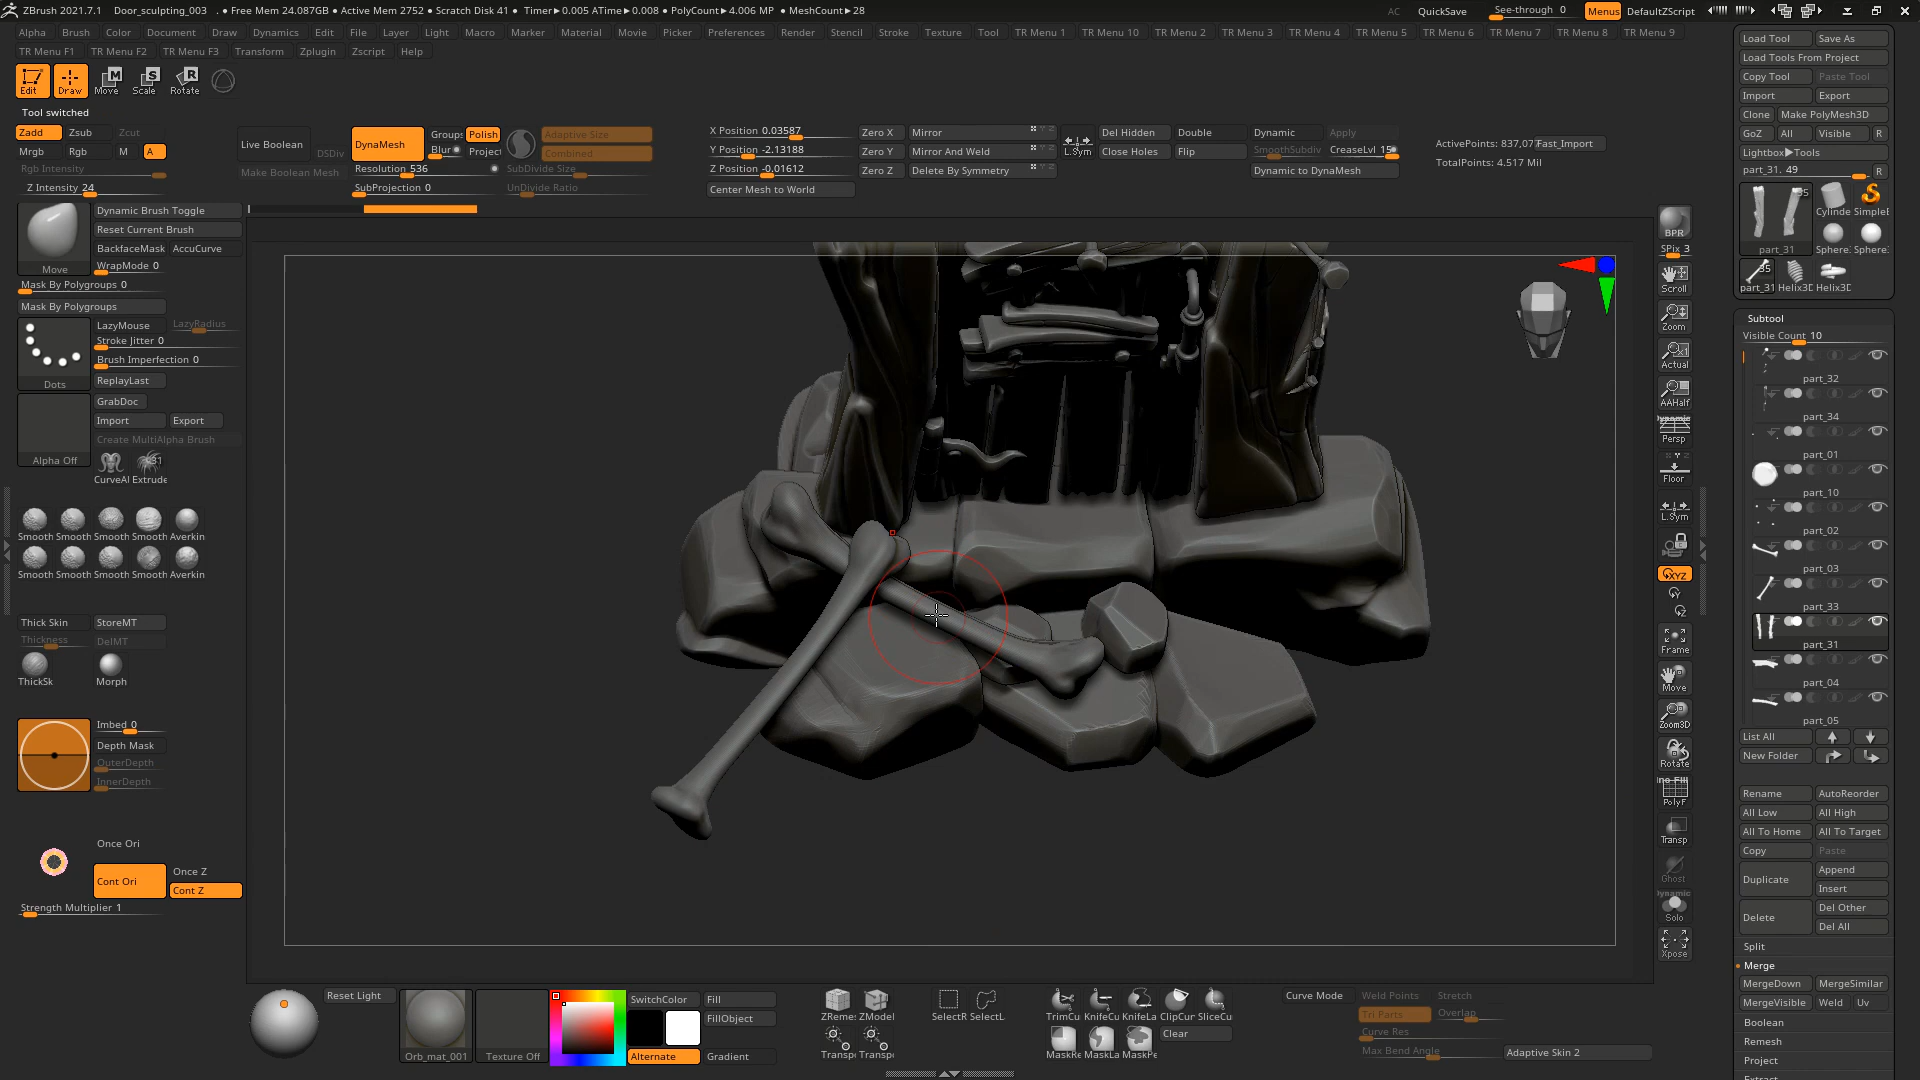 ZBrush 2021.7.1 Door_sculpting_003 . • Free Mem 24.087GB • Active Mem 2752 • Scratch Disk 41 • Timer▶0.005 ATime▶0.008 • PolyCount▶4.006 MP • MeshCount▶28 AC QuickSave See-through 0 Menus DefaultZScript
Alpha Brush Color Document Draw Dynamics Edit File Layer Light Macro Marker Material Movie Picker Preferences Render Stencil Stroke Texture Tool TR Menu 1 TR Menu 10 TR Menu 2 TR Menu 3 TR Menu 4 TR Menu 5 TR Menu 6 TR Menu 7 TR Menu 8 TR Menu 9
TR Menu F1 TR Menu F2 TR Menu F3 Transform Zplugin Zscript Help
Edit Draw Move Scale Rotate
Tool switched
Zadd Zsub Zcut
Mrgb Rgb M A
Rgb Intensity
Z Intensity 24
Live Boolean DSDiv
Make Boolean Mesh
DynaMesh Groups Polish
Blur Project
Resolution 536
SubProjection 0
Adaptive Size
Combined
SubDivide Size
UnDivide Ratio
X Position 0.03587
Y Position -2.13188
Z Position -0.01612
Center Mesh to World
Zero X Mirror
Zero Y Mirror And Weld
Zero Z Delete By Symmetry
L.Sym
Del Hidden Double
Close Holes Flip
Dynamic Apply
SmoothSubdiv CreaseLvl 15
Dynamic to DynaMesh
ActivePoints: 837,07 Fast_Import
TotalPoints: 4.517 Mil
Move
Dynamic Brush Toggle
Reset Current Brush
BackfaceMask AccuCurve
WrapMode 0
Mask By Polygroups 0
Mask By Polygroups
Dots
LazyMouse LazyRadius
Stroke Jitter 0
Brush Imperfection 0
ReplayLast
Alpha Off
GrabDoc
Import Export
Create MultiAlpha Brush
31
CurveAl Extrude
Smooth Smooth Smooth Smooth Averkin
Smooth Smooth Smooth Smooth Averkin
Thick Skin StoreMT
Thickness DelMT
ThickSk Morph
Imbed 0
Depth Mask
OuterDepth
InnerDepth
Once Ori
Cont Ori Once Z
Cont Z
Strength Multiplier 1
BPR
SPix 3
Scroll
Zoom
Actual
AAHalf
Dynamic
Persp
Floor
L.Sym
XYZ
Y
Z
Frame
Move
Zoom3D
Rotate
PolyF
Transp
Ghost
Dynamic
Solo
Xpose
Load Tool Save As
Load Tools From Project
Copy Tool Paste Tool
Import Export
Clone Make PolyMesh3D
GoZ All Visible R
Lightbox▶Tools
part_31. 49 R
35
part_31
Cylinde SimpleB
Sphere Sphere
35
part_31 Helix3D Helix3D
Subtool
Visible Count 10
part_32
part_34
part_01
part_10
part_02
part_03
part_33
part_31
part_04
part_05
List All
New Folder
Rename AutoReorder
All Low All High
All To Home All To Target
Copy Paste
Duplicate Append
Insert
Delete Del Other
Del All
Split
Merge
MergeDown MergeSimilar
MergeVisible Weld Uv
Boolean
Remesh
Project
Extract
Reset Light
Orb_mat_001
Texture Off
SwitchColor Fill
FillObject
Alternate Gradient
ZRemes ZModel
Transp Transp
SelectR SelectL
TrimCu KnifeCu KnifeLa ClipCur SliceCu
MaskRe MaskLa MaskPe Clear
Curve Mode Weld Points Stretch
Tri Parts Overlap
Curve Res
Max Bend Angle
Adaptive Skin 2